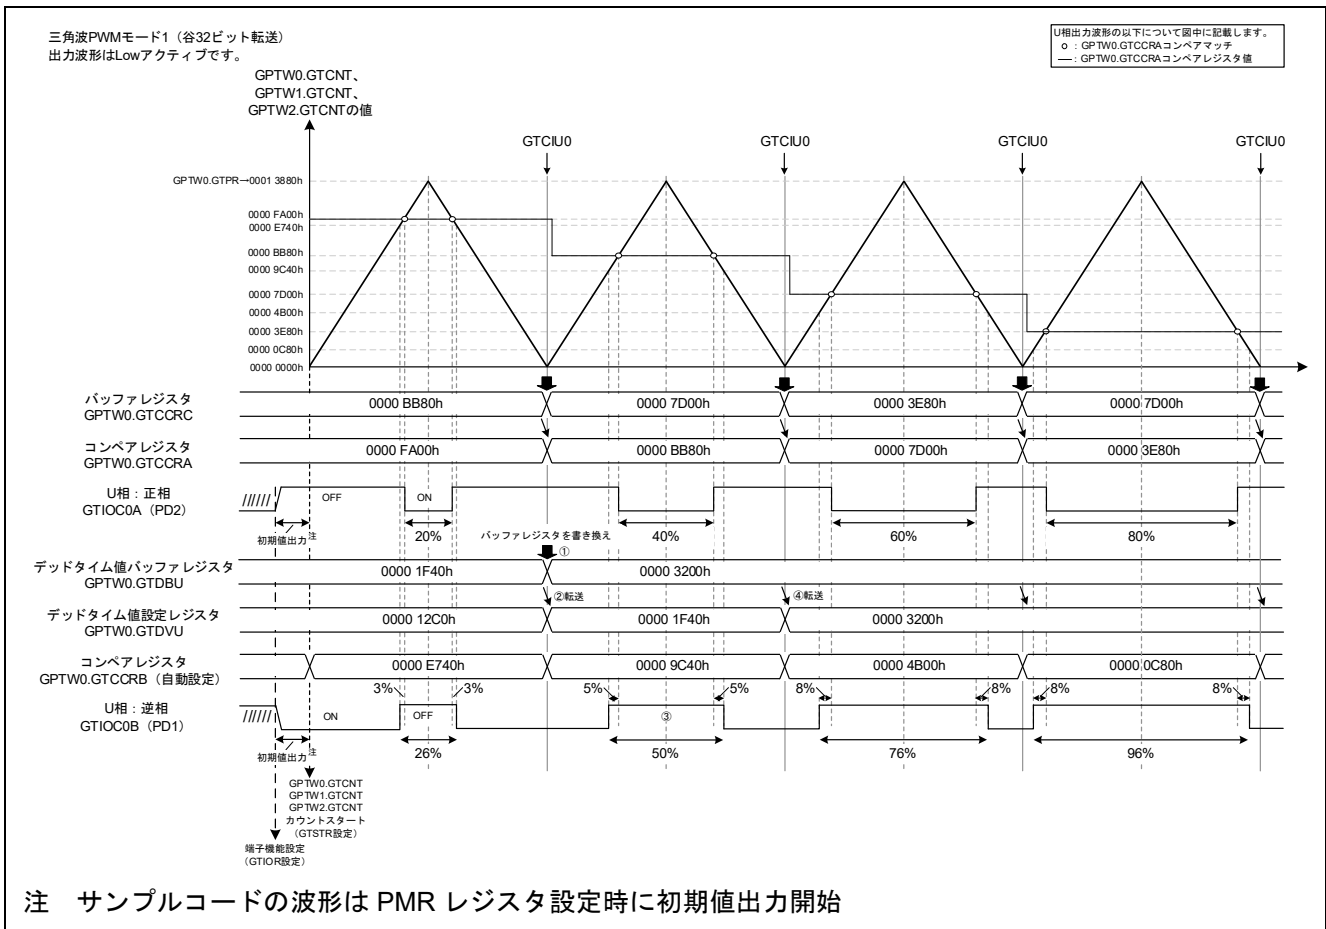 三角波PWMモード1（谷32ビット転送）
出力波形はLowアクティブです。
U相出力波形の以下について図中に記載します。
○：GPTW0.GTCCRAコンペアマッチ
―：GPTW0.GTCCRAコンペアレジスタ値
GPTW0.GTCNT、
GPTW1.GTCNT、
GPTW2.GTCNTの値
GTCIU0 GTCIU0 GTCIU0 GTCIU0
GPTW0.GTPR→0001 3880h
0000 FA00h
0000 E740h
0000 BB80h
0000 9C40h
0000 7D00h
0000 4B00h
0000 3E80h
0000 0C80h
0000 0000h
バッファレジスタ
GPTW0.GTCCRC
0000 BB80h 0000 7D00h 0000 3E80h 0000 7D00h
コンペアレジスタ
GPTW0.GTCCRA
0000 FA00h 0000 BB80h 0000 7D00h 0000 3E80h
U相：正相
GTIOC0A（PD2）
OFF ON
初期値出力注
20% 40% 60% 80%
バッファレジスタを書き換え
①
デッドタイム値バッファレジスタ
GPTW0.GTDBU
0000 1F40h 0000 3200h
②転送 ④転送
デッドタイム値設定レジスタ
GPTW0.GTDVU
0000 12C0h 0000 1F40h 0000 3200h
コンペアレジスタ
GPTW0.GTCCRB（自動設定）
0000 E740h 0000 9C40h 0000 4B00h 0000 0C80h
3% 3% 5% 5% 8% 8% 8% 8%
U相：逆相
GTIOC0B（PD1）
ON OFF ③
初期値出力注
26% 50% 76% 96%
GPTW0.GTCNT
GPTW1.GTCNT
GPTW2.GTCNT
カウントスタート
（GTSTR設定）
端子機能設定
（GTIOR設定）
注　サンプルコードの波形は PMR レジスタ設定時に初期値出力開始